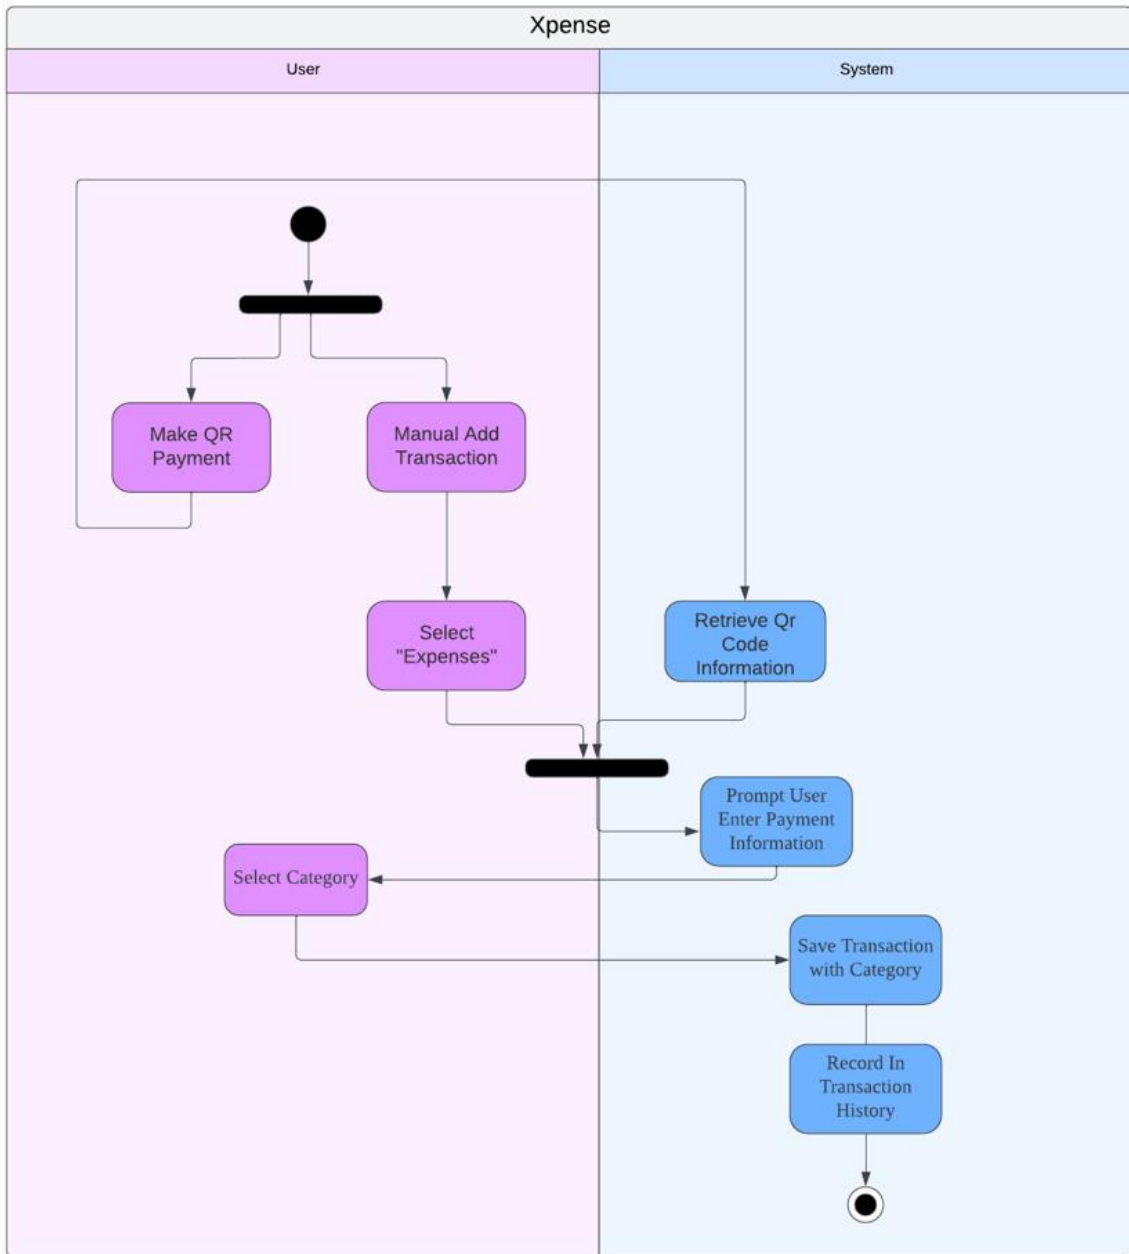 Xpense
User
System
Make QR
Payment
Manual Add
Transaction
Select
"Expenses"
Retrieve Qr
Code
Information
Prompt User
Enter Payment
Information
Select Category
Save Transaction
with Category
Record In
Transaction
History